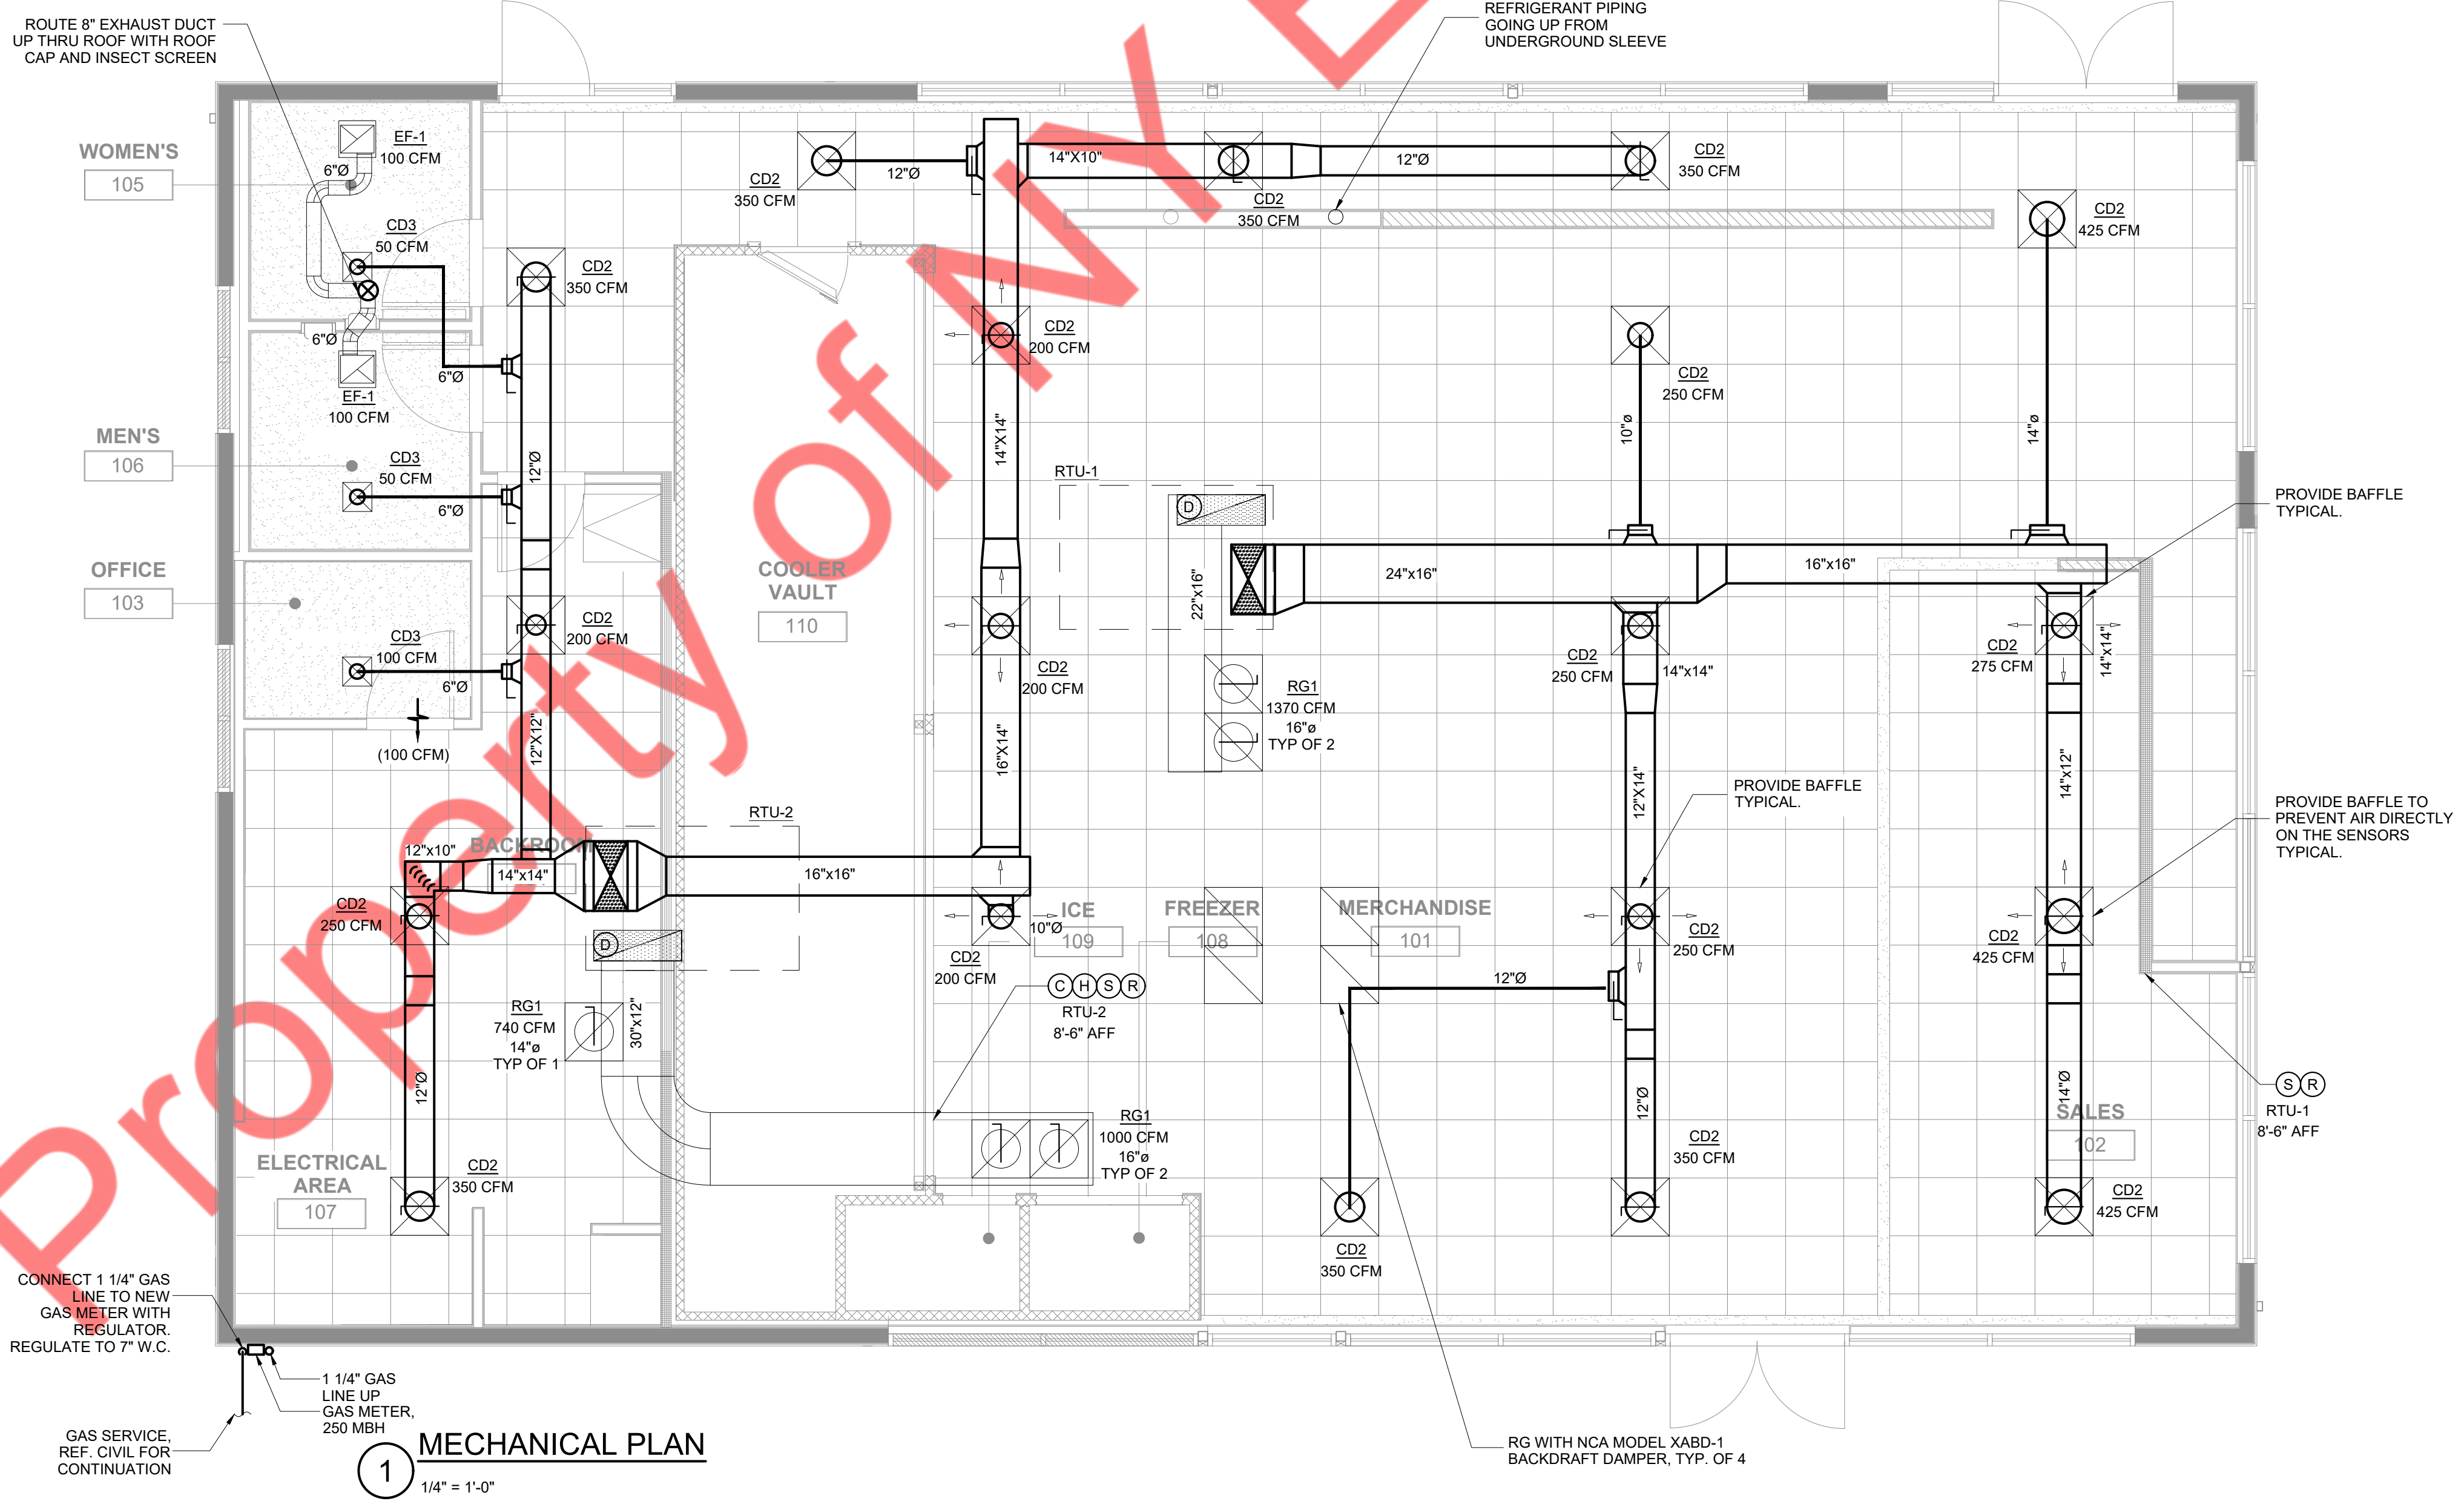 ROUTE 8" EXHAUST DUCT
UP THRU ROOF WITH ROOF
CAP AND INSECT SCREEN
REFRIGERANT PIPING
GOING UP FROM
UNDERGROUND SLEEVE
WOMEN'S
105
EF-1
100 CFM
6"Ø
CD3
50 CFM
6"Ø
EF-1
100 CFM
6"Ø
MEN'S
106
CD3
50 CFM
6"Ø
OFFICE
103
CD3
100 CFM
6"Ø
(100 CFM)
CD2
350 CFM
12"Ø
CD2
200 CFM
12"X12"
CD2
350 CFM
12"Ø
14"X10"
12"Ø
CD2
350 CFM
CD2
350 CFM
CD2
425 CFM
CD2
200 CFM
14"X14"
COOLER
VAULT
110
CD2
200 CFM
16"X14"
RTU-1
D
22"x16"
24"x16"
16"x16"
CD2
250 CFM
10"ø
14"ø
PROVIDE BAFFLE
TYPICAL.
RG1
1370 CFM
16"ø
TYP OF 2
CD2
250 CFM
14"x14"
CD2
275 CFM
14"x14"
12"X14"
14"x12"
PROVIDE BAFFLE
TYPICAL.
PROVIDE BAFFLE TO
PREVENT AIR DIRECTLY
ON THE SENSORS
TYPICAL.
RTU-2
BACKROOM
12"x10"
14"x14"
16"x16"
CD2
250 CFM
D
RG1
740 CFM
14"ø
TYP OF 1
30"x12"
12"Ø
10"Ø
CD2
200 CFM
ICE
109
FREEZER
108
MERCHANDISE
101
C H S R
RTU-2
8'-6" AFF
12"Ø
CD2
250 CFM
CD2
425 CFM
S R
RTU-1
8'-6" AFF
RG1
1000 CFM
16"ø
TYP OF 2
12"Ø
CD2
350 CFM
14"Ø
SALES
102
CD2
425 CFM
ELECTRICAL
AREA
107
CD2
350 CFM
CD2
350 CFM
CONNECT 1 1/4" GAS
LINE TO NEW
GAS METER WITH
REGULATOR.
REGULATE TO 7" W.C.
1 1/4" GAS
LINE UP
GAS METER,
250 MBH
GAS SERVICE,
REF. CIVIL FOR
CONTINUATION
RG WITH NCA MODEL XABD-1
BACKDRAFT DAMPER, TYP. OF 4
1
MECHANICAL PLAN
1/4" = 1'-0"
Property of NY